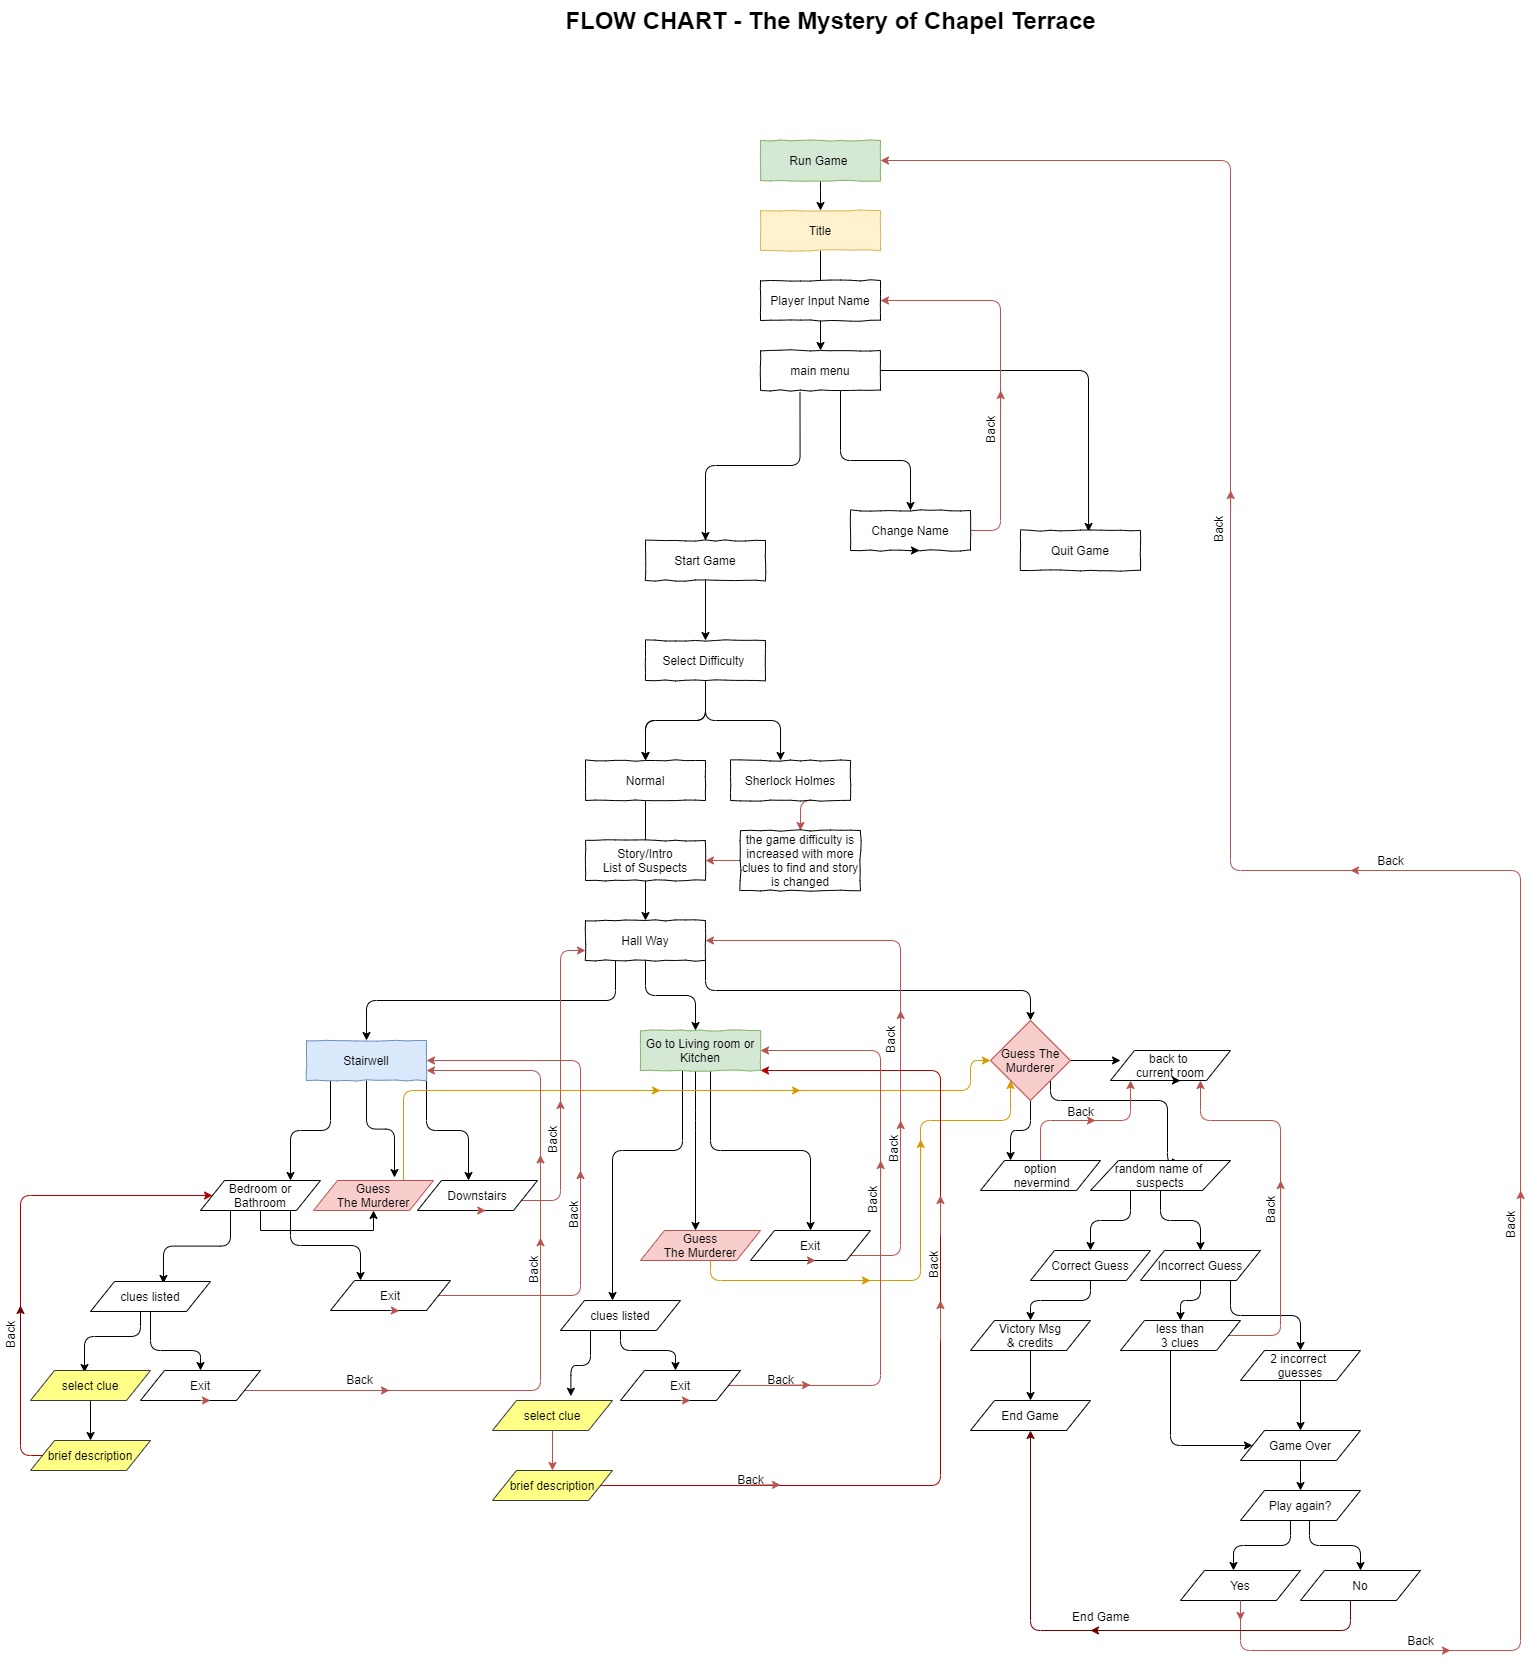 FLOW CHART - The Mystery of Chapel Terrace
Run Game
Title
Player Input Name
main menu
Back
Change Name
Quit Game
Back
Start Game
Select Difficulty
Normal
Sherlock Holmes
the game difficulty is
increased with more
clues to find and story
is changed
Story/Intro
List of Suspects
Back
Hall Way
Stairwell
Go to Living room or
Kitchen
Back
Guess The
Murderer
back to
current room
Back
Back
Back
option
nevermind
random name of
suspects
Bedroom or
Bathroom
Guess
The Murderer
Downstairs
Back
Back
Back
Back
Guess
The Murderer
Exit
Correct Guess
Incorrect Guess
Back
Back
clues listed
Exit
clues listed
Back
Victory Msg
& credits
less than
3 clues
2 incorrect
guesses
select clue
Exit
Back
Exit
Back
select clue
End Game
Game Over
brief description
brief description
Back
Play again?
Yes
No
End Game
Back